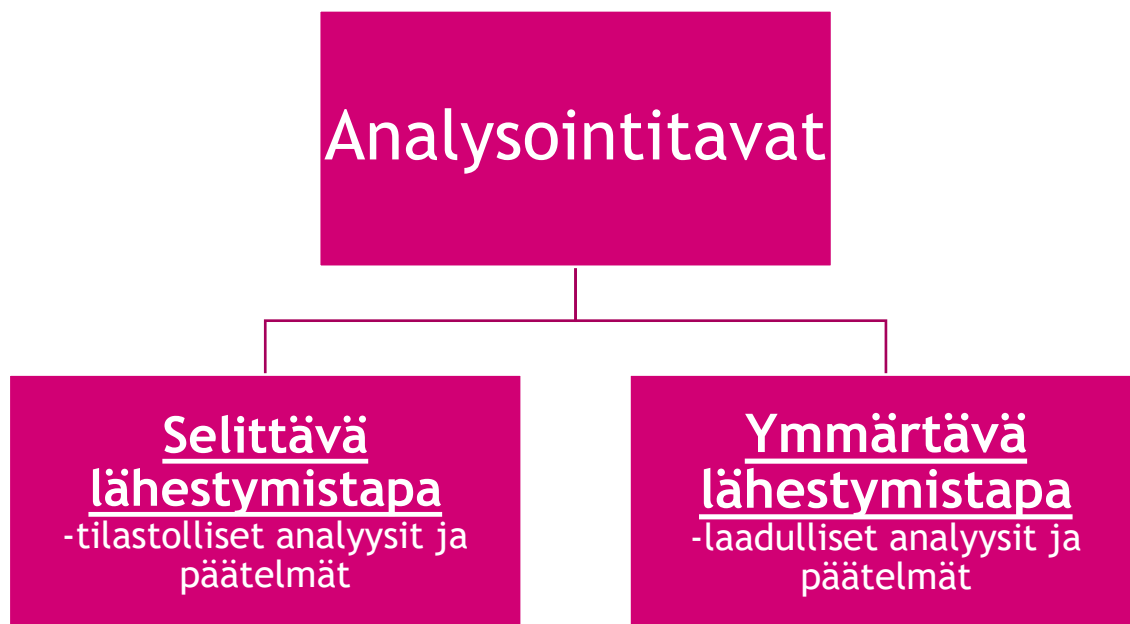 Analysointitavat
Selittävä
lähestymistapa
-tilastolliset analyysit ja
päätelmät
Ymmärtävä
lähestymistapa
-laadulliset analyysit ja
päätelmät